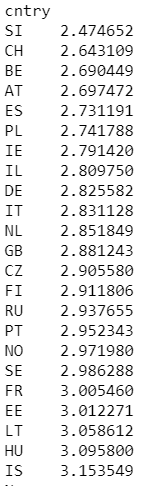 cntry
SI 2.474652
CH 2.643109
BE 2.690449
AT 2.697472
ES 2.731191
PL 2.741788
IE 2.791420
IL 2.809750
DE 2.825582
IT 2.831128
NL 2.851849
GB 2.881243
CZ 2.905580
FI 2.911806
RU 2.937655
PT 2.952343
NO 2.971980
SE 2.986288
FR 3.005460
EE 3.012271
LT 3.058612
HU 3.095800
IS 3.153549